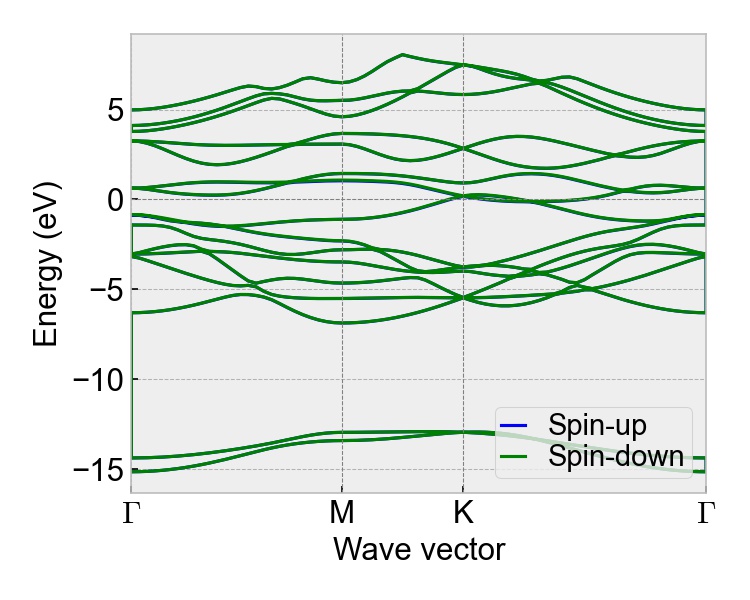 Energy (eV)
5
0
−5
−10
−15
Spin-up
Spin-down
Γ M K Γ
Wave vector